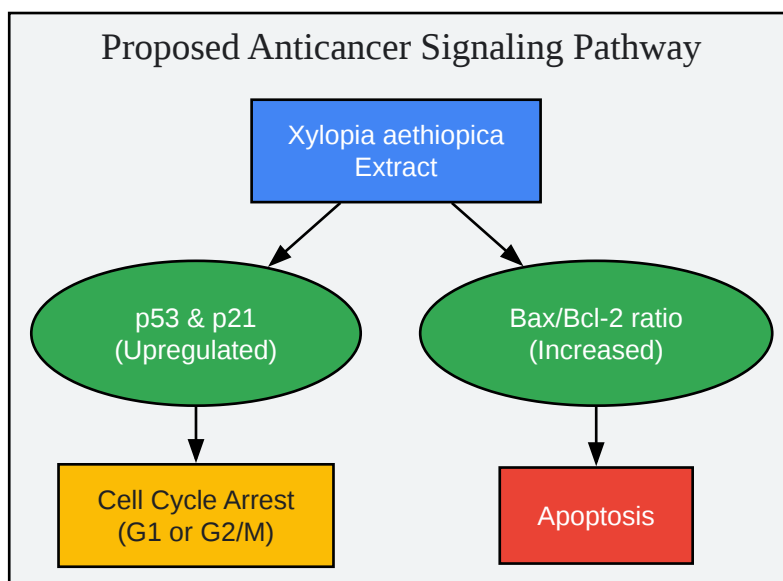 Proposed Anticancer Signaling Pathway
Xylopia aethiopica
Extract
p53 & p21
(Upregulated)
Bax/Bcl-2 ratio
(Increased)
Cell Cycle Arrest
(G1 or G2/M)
Apoptosis